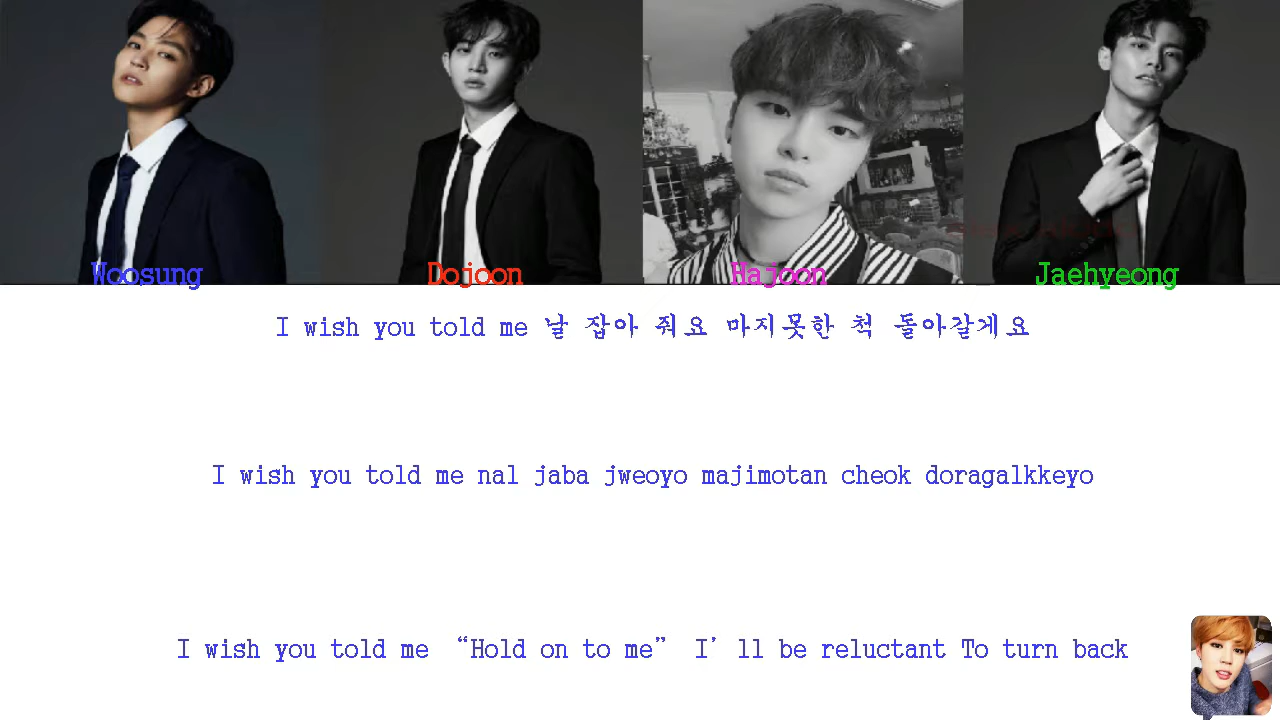 Woosung Dojoon Hajoon Jaehyeong
I wish you told me 날 잡아 줘요 마지못한 척 돌아갈게요
I wish you told me nal jaba jweoyo majimotan cheok doragalkkeyo
I wish you told me “Hold on to me” I’ll be reluctant To turn back